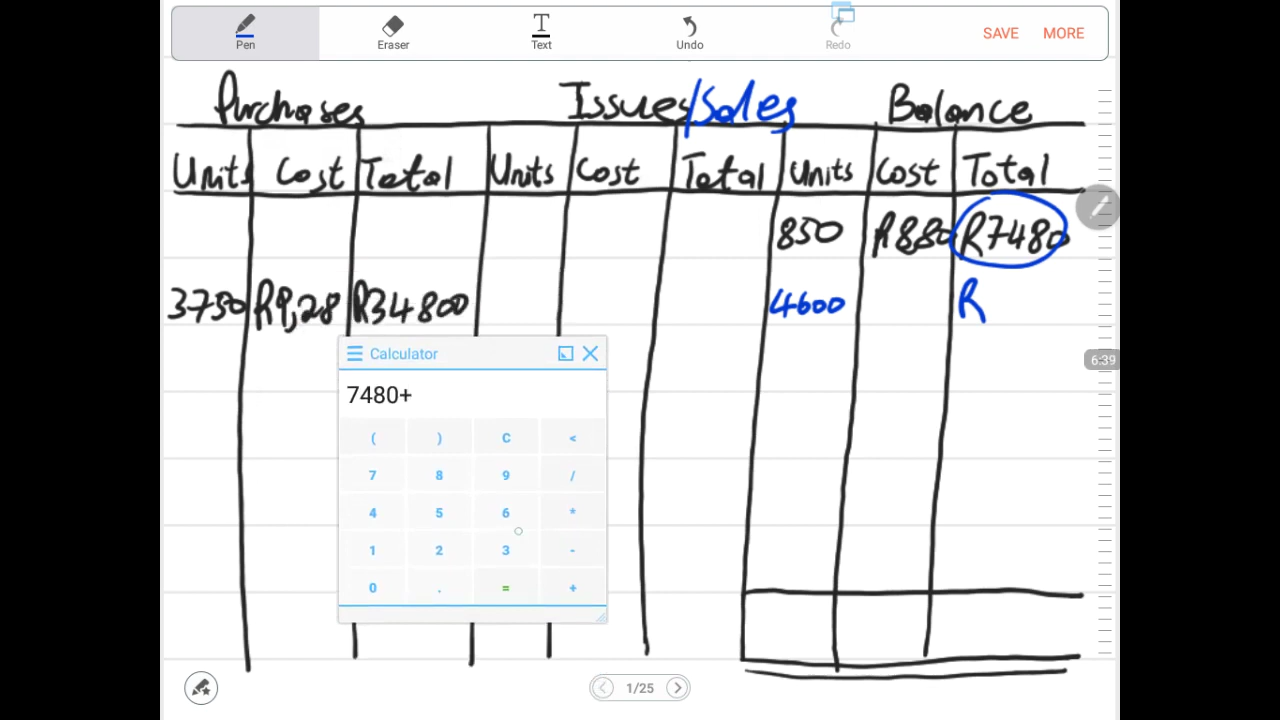 Pen Eraser Text Undo Redo SAVE MORE
Purchases Issues/Sales Balance
Units Cost Total Units Cost Total Units Cost Total
850 R880 R7480
3750 R9,28 R34800 4600 R
Calculator
6:39
7480+
( ) C <
7 8 9 /
4 5 6 *
1 2 3 -
0 . = +
1/25